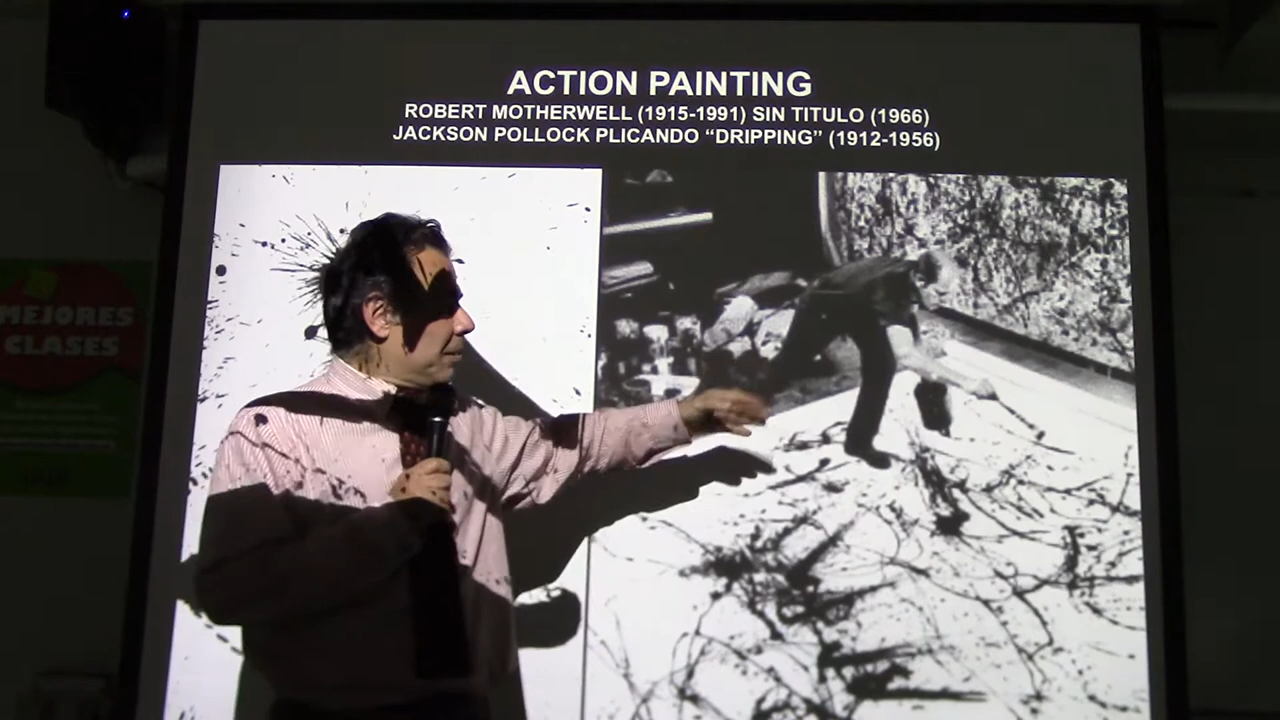 ACTION PAINTING
ROBERT MOTHERWELL (1915-1991) SIN TITULO (1966)
JACKSON POLLOCK PLICANDO “DRIPPING” (1912-1956)
MEJORES
CLASES